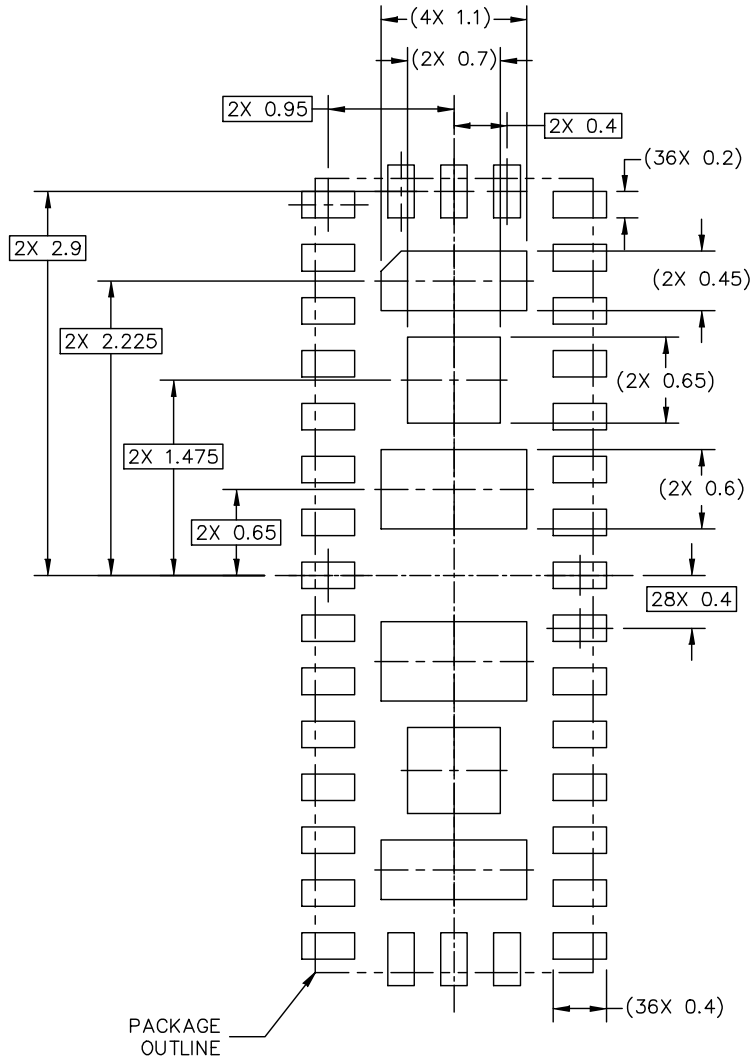 (4X 1.1)
(2X 0.7)
2X 0.95
2X 0.4
(36X 0.2)
2X 2.9
(2X 0.45)
2X 2.225
(2X 0.65)
2X 1.475
(2X 0.6)
2X 0.65
28X 0.4
(36X 0.4)
PACKAGE
OUTLINE